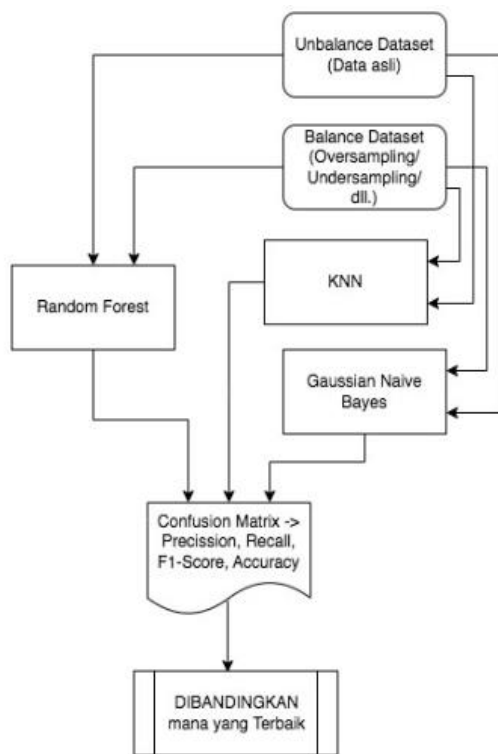 Unbalance Dataset
(Data asli)
Balance Dataset
(Oversampling/
Undersampling/
dll.)
KNN
Random Forest
Gaussian Naive
Bayes
Confusion Matrix ->
Precission, Recall,
F1-Score, Accuracy
DIBANDINGKAN
mana yang Terbaik